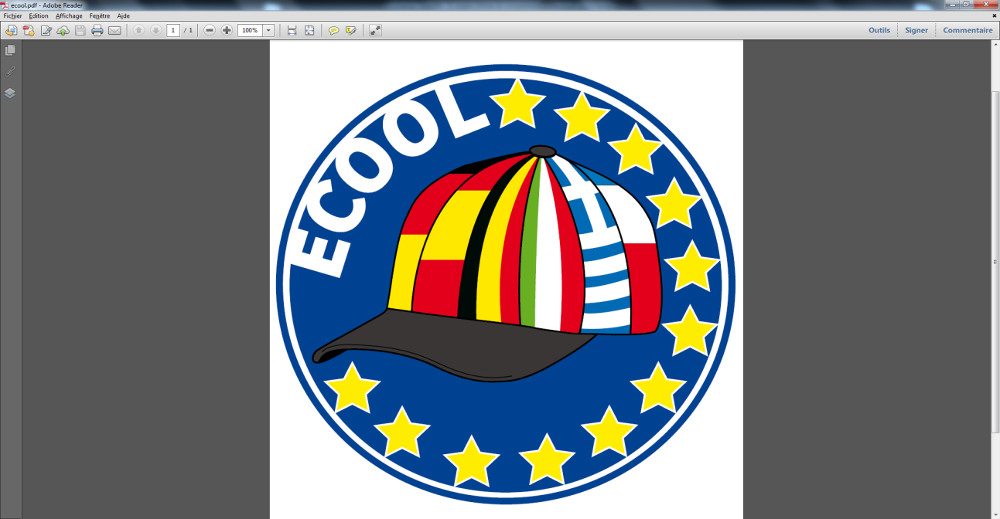 ecool.pdf - Adobe Reader
Fichier Edition Affichage Fenêtre Aide
1 / 1 100% Outils Signer Commentaire
ECOOL